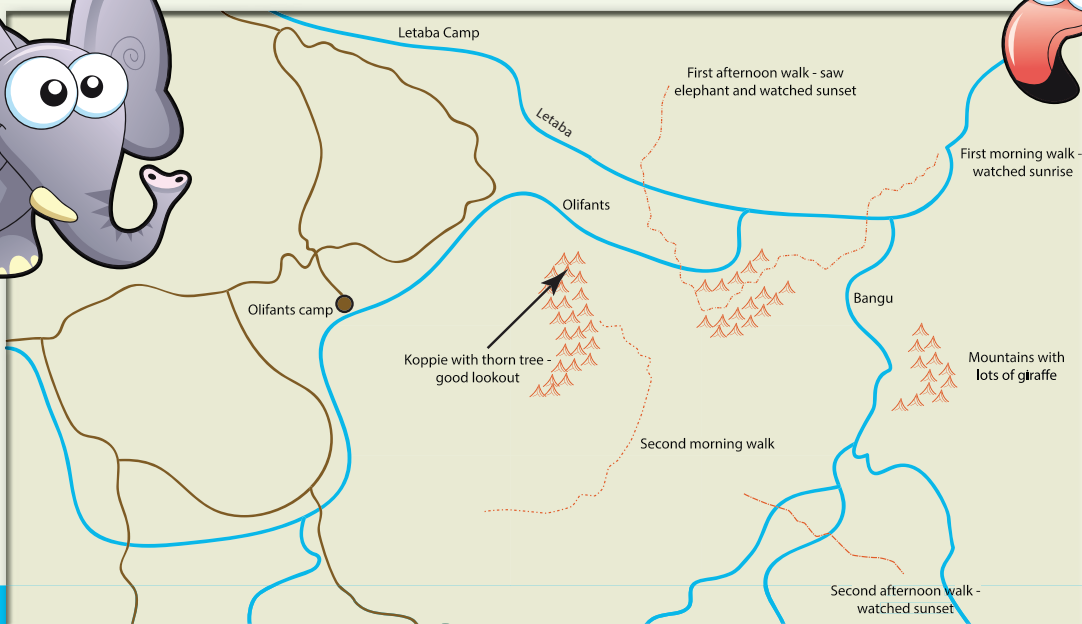 Letaba Camp
First afternoon walk - saw
elephant and watched sunset
Letaba
First morning walk -
watched sunrise
Olifants
Olifants camp
Bangu
Koppie with thorn tree -
good lookout
Mountains with
lots of giraffe
Second morning walk
Second afternoon walk -
watched sunset